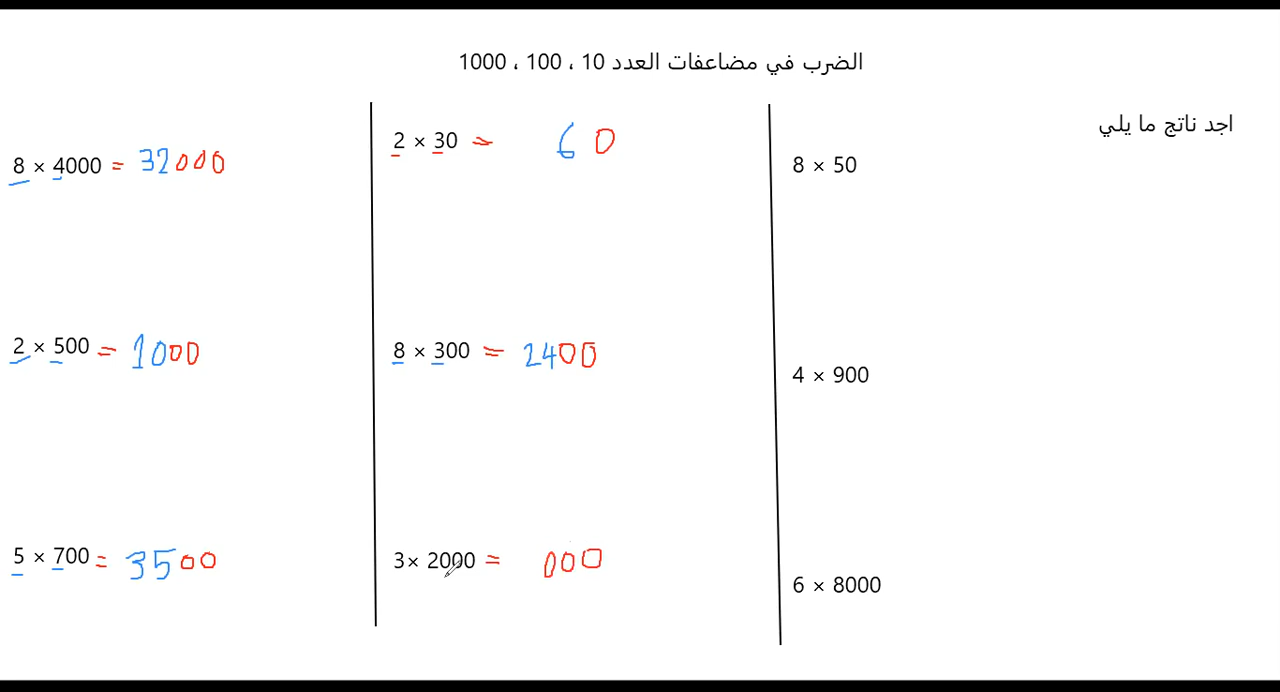 الضرب في مضاعفات العدد 10 ، 100 ، 1000
اجد ناتج ما يلي
8 × 4000 = 32000
2 × 500 = 1000
5 × 700 = 3500
2 × 30 = 60
8 × 300 = 2400
3× 2000 = 000
8 × 50
4 × 900
6 × 8000